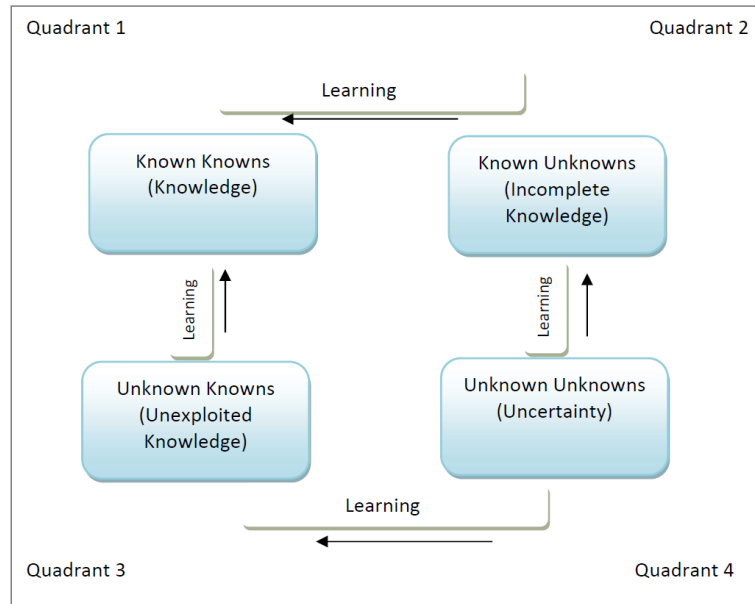 Quadrant 1
Quadrant 2
Learning
Known Knowns
(Knowledge)
Known Unknowns
(Incomplete
Knowledge)
Learning
Learning
Unknown Knowns
(Unexploited
Knowledge)
Unknown Unknowns
(Uncertainty)
Learning
Quadrant 3
Quadrant 4